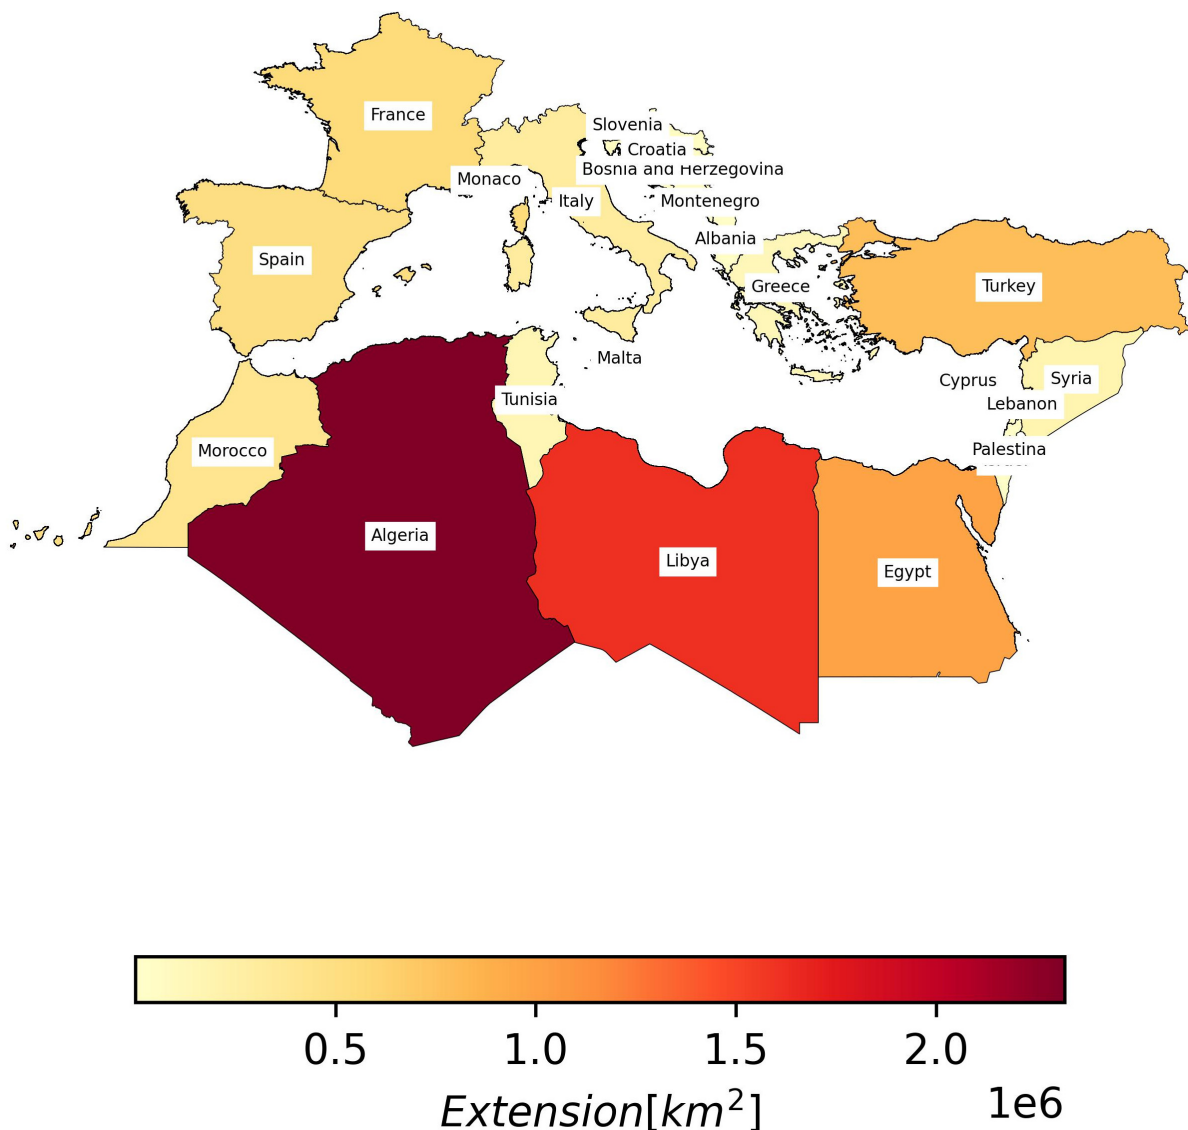 France
Slovenia
Croatia
Bosnia and Herzegovina
Monaco
Italy
Montenegro
Albania
Spain
Greece
Turkey
Malta
Cyprus
Syria
Tunisia
Lebanon
Morocco
Palestina
Algeria
Libya
Egypt
0.5 1.0 1.5 2.0
1e6
Extension[km²]